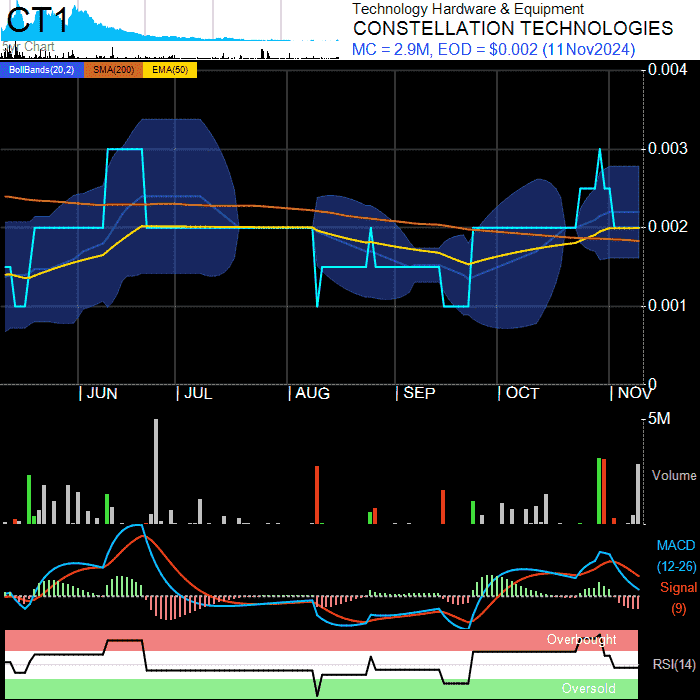 CT1
5yr Chart
Technology Hardware & Equipment
CONSTELLATION TECHNOLOGIES
MC = 2.9M, EOD = $0.002 (11Nov2024)
BollBands(20,2) SMA(200) EMA(50)
0.004
0.003
0.002
0.001
0
JUN JUL AUG SEP OCT NOV
5M
Volume
MACD
(12-26)
Signal
(9)
Overbought
RSI(14)
Oversold